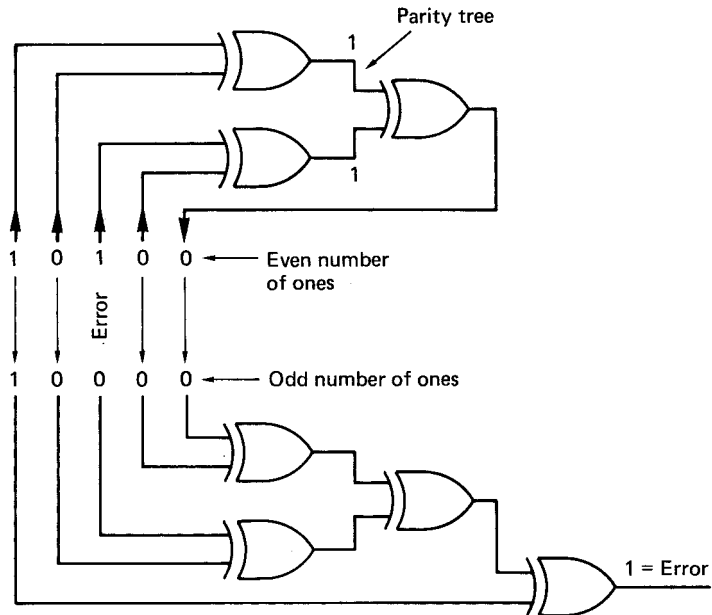 Parity tree
1
1
1 0 1 0 0
Even number
of ones
Error
1 0 0 0 0
Odd number of ones
1 = Error